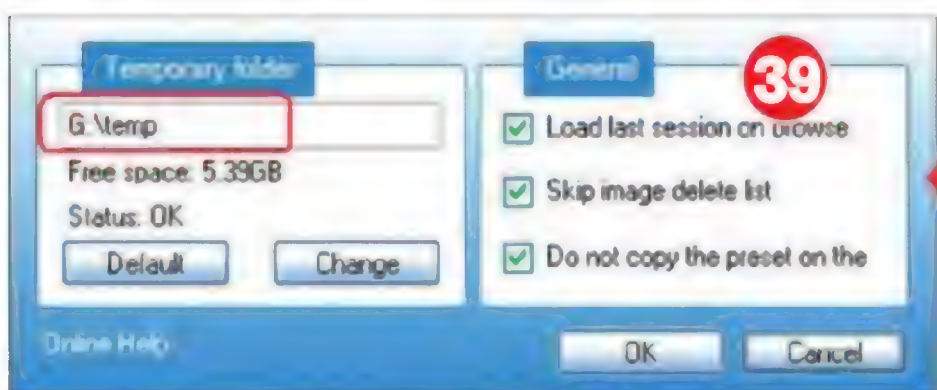 Temporary folder
G:\temp
Free space: 5.39GB
Status: OK
Default
Change
General
39
Load last session on browse
Skip image delete list
Do not copy the preset on the
Online Help
OK
Cancel